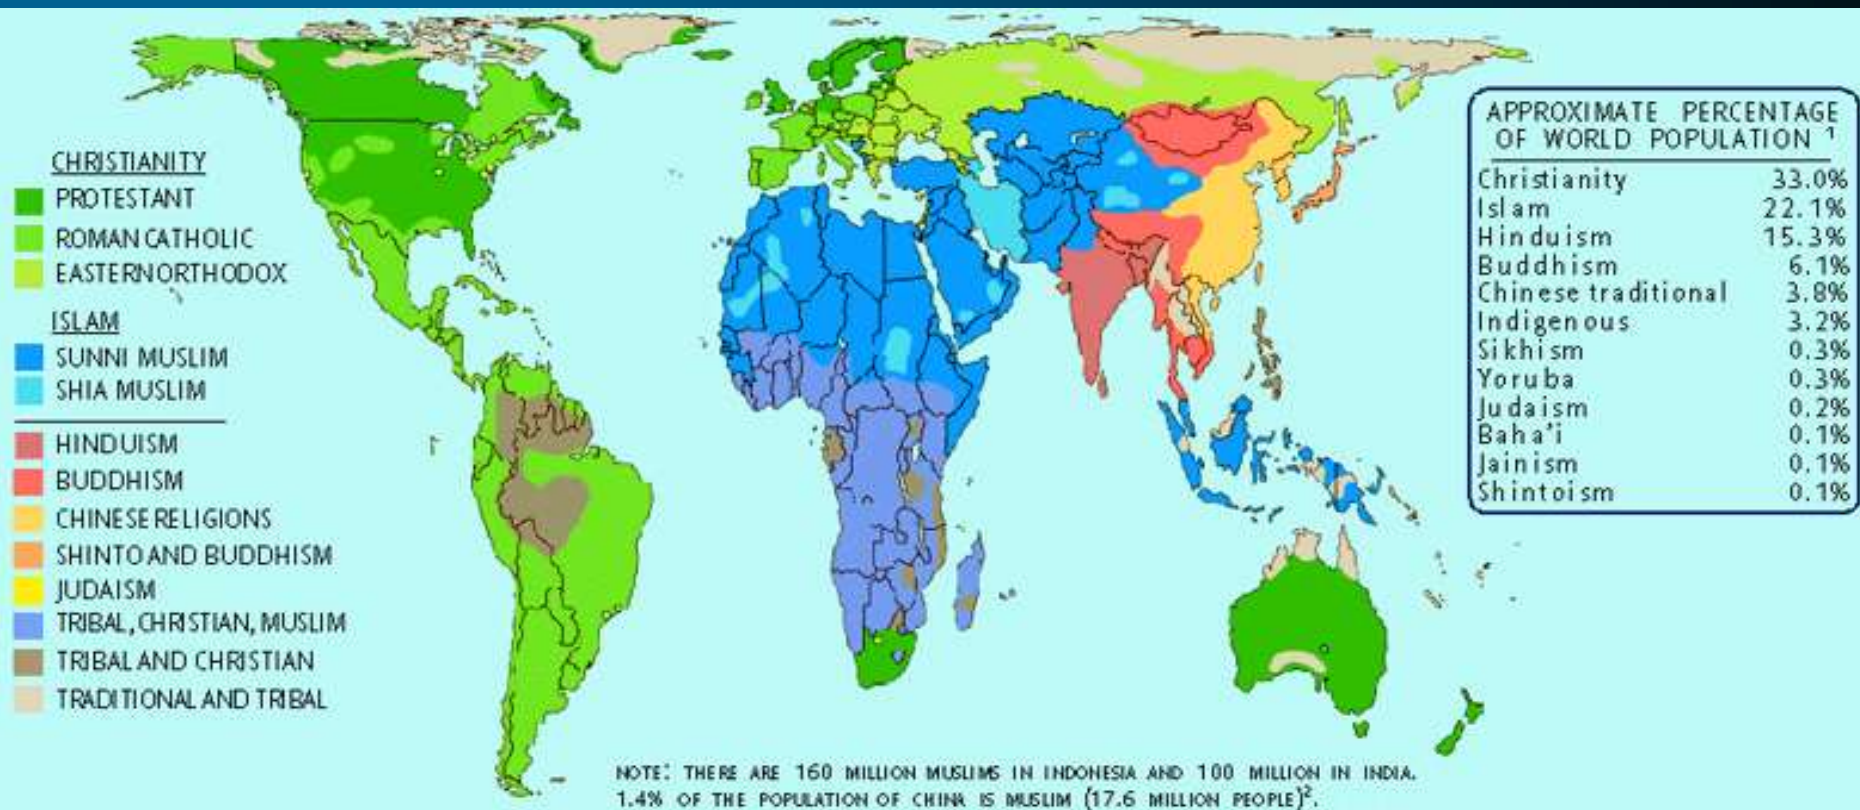 CHRISTIANITY
PROTESTANT
ROMAN CATHOLIC
EASTERNORTHODOX
ISLAM
SUNNI MUSLIM
SHIA MUSLIM
HINDUISM
BUDDHISM
CHINESE RELIGIONS
SHINTO AND BUDDHISM
JUDAISM
TRIBAL, CHRISTIAN, MUSLIM
TRIBAL AND CHRISTIAN
TRADITIONAL AND TRIBAL
APPROXIMATE PERCENTAGE
OF WORLD POPULATION ¹
Christianity 33.0%
Islam 22.1%
Hinduism 15.3%
Buddhism 6.1%
Chinese traditional 3.8%
Indigenous 3.2%
Sikhism 0.3%
Yoruba 0.3%
Judaism 0.2%
Baha'i 0.1%
Jainism 0.1%
Shintoism 0.1%
NOTE: THERE ARE 160 MILLION MUSLIMS IN INDONESIA AND 100 MILLION IN INDIA.
1.4% OF THE POPULATION OF CHINA IS MUSLIM (17.6 MILLION PEOPLE)².